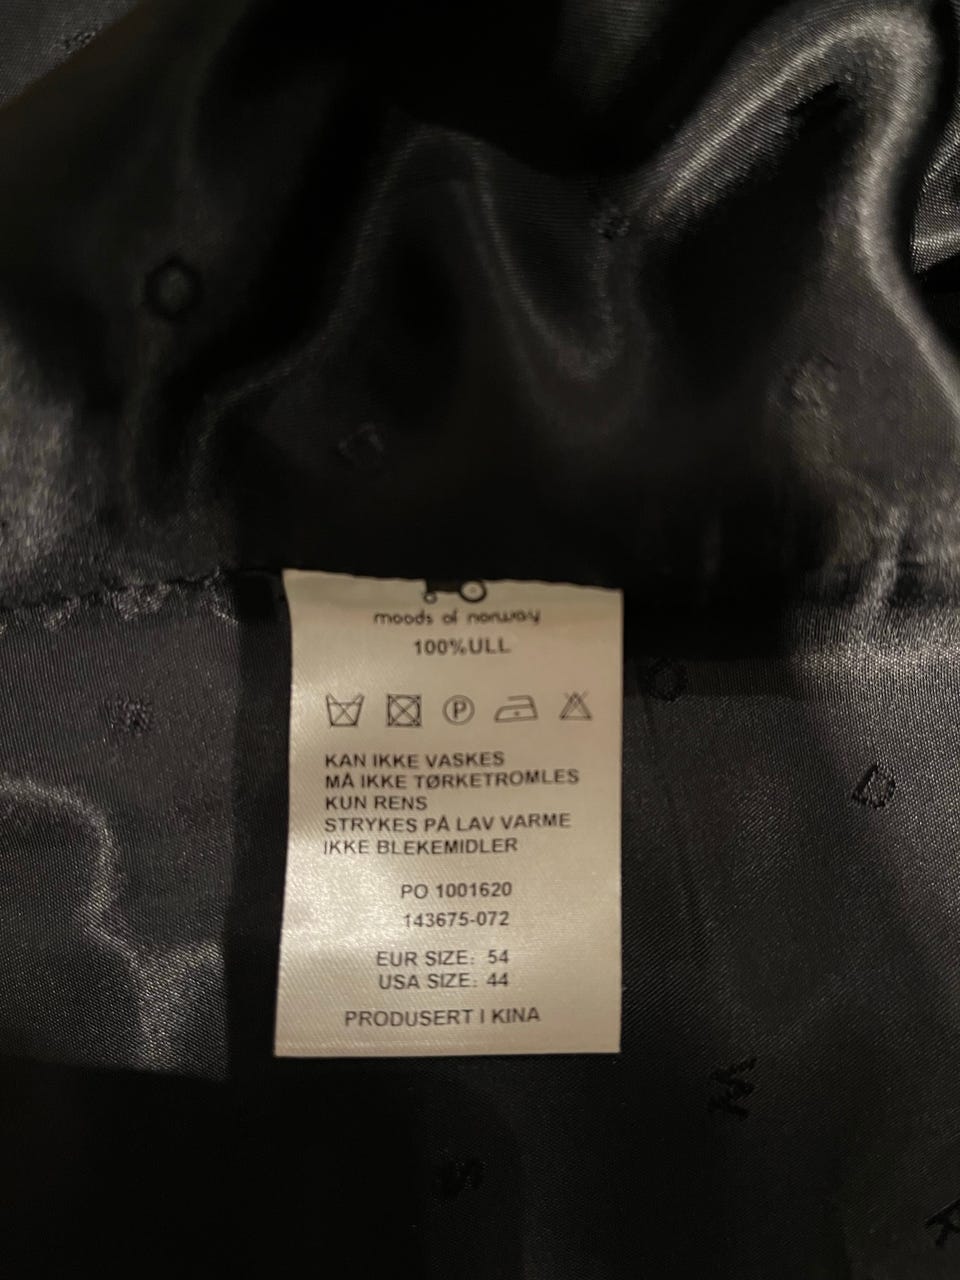 moods of norway
100%ULL
P
KAN IKKE VASKES
MÅ IKKE TØRKETROMLES
KUN RENS
STRYKES PÅ LAV VARME
IKKE BLEKEMIDLER
PO 1001620
143675-072
EUR SIZE: 54
USA SIZE: 44
PRODUSERT I KINA